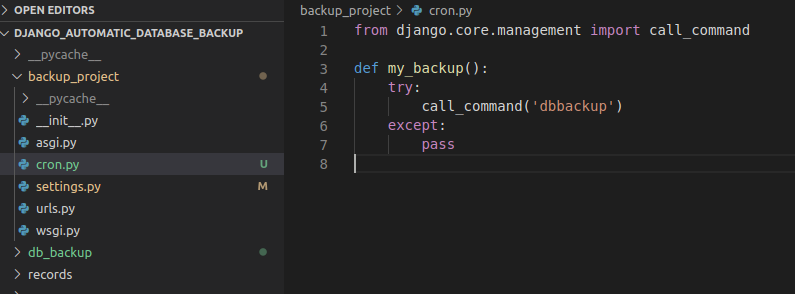 OPEN EDITORS
DJANGO_AUTOMATIC_DATABASE_BACKUP
__pycache__
backup_project
__pycache__
__init__.py
asgi.py
cron.py U
settings.py M
urls.py
wsgi.py
db_backup
records
backup_project > cron.py
1 from django.core.management import call_command
2
3 def my_backup():
4 try:
5 call_command('dbbackup')
6 except:
7 pass
8